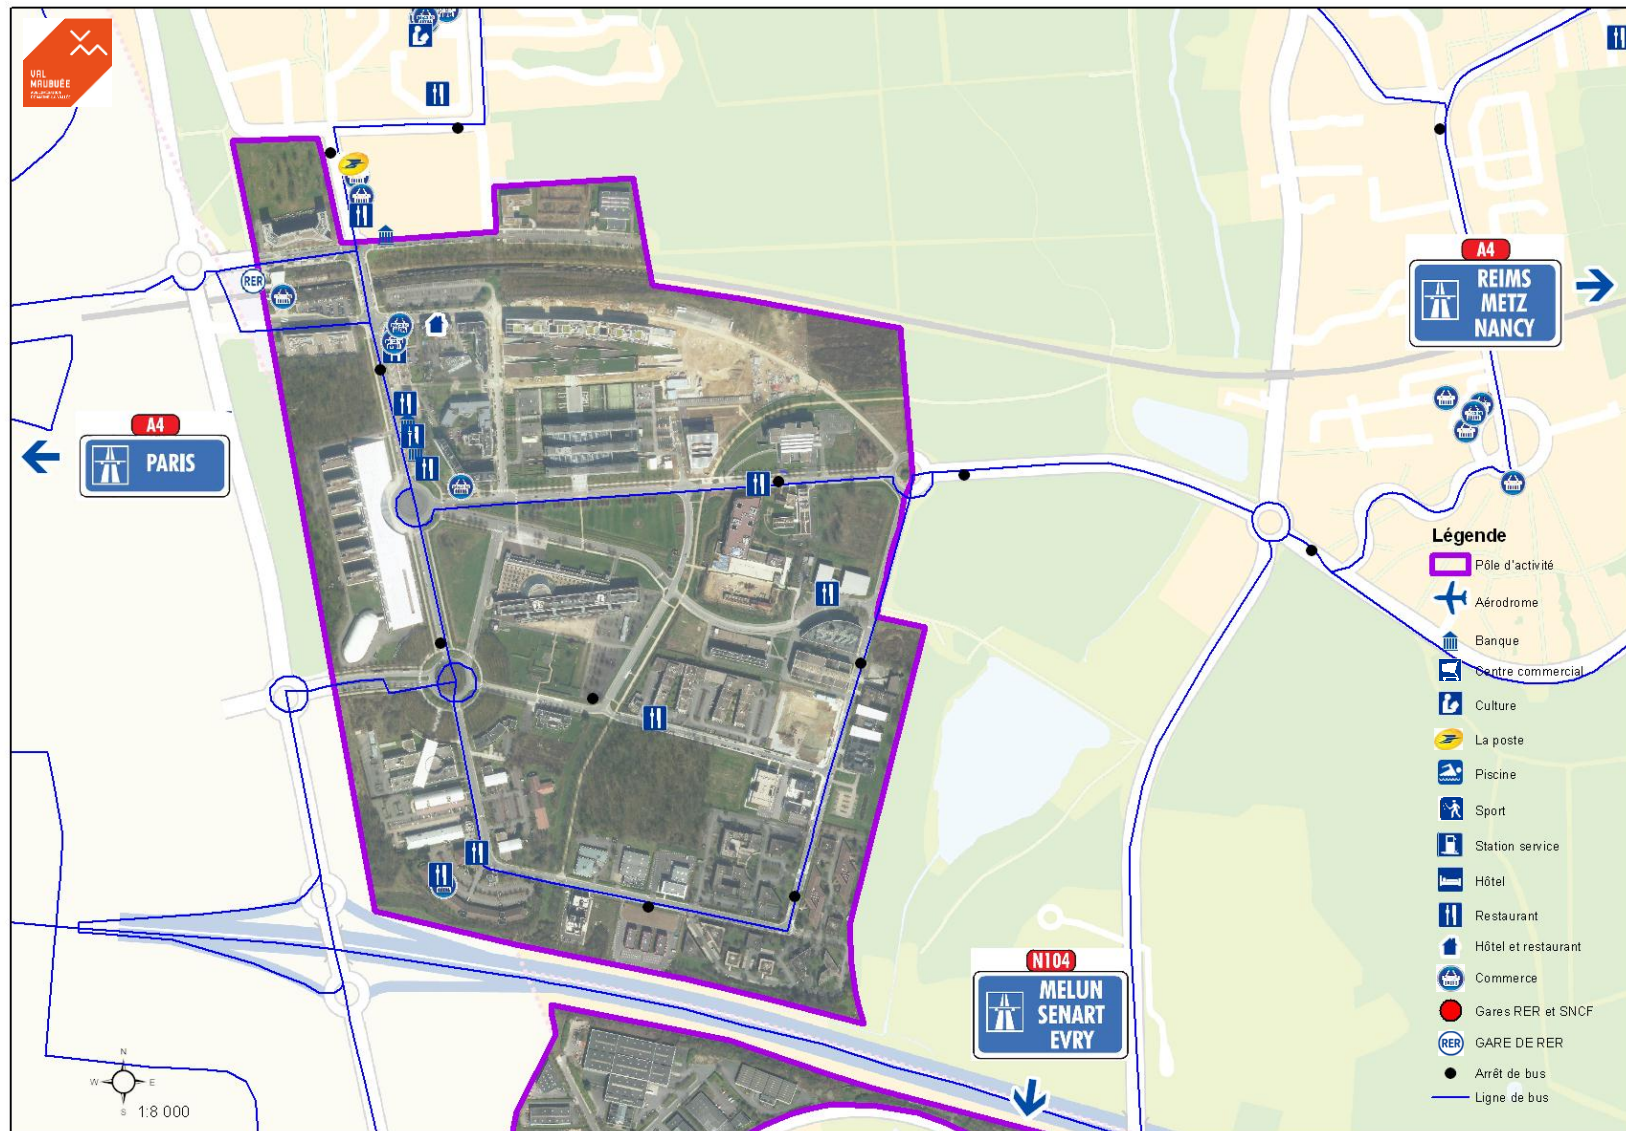 VAL
MAUBUÉE
A4
REIMS
METZ
NANCY
RER
A4
PARIS
Légende
Pôle d'activité
Aérodrome
Banque
Centre commercial
Culture
La poste
Piscine
Sport
Station service
Hôtel
Restaurant
Hôtel et restaurant
Commerce
Gares RER et SNCF
RER
GARE DE RER
Arrêt de bus
Ligne de bus
N104
MELUN
SENART
EVRY
N
W E
S
1:8 000